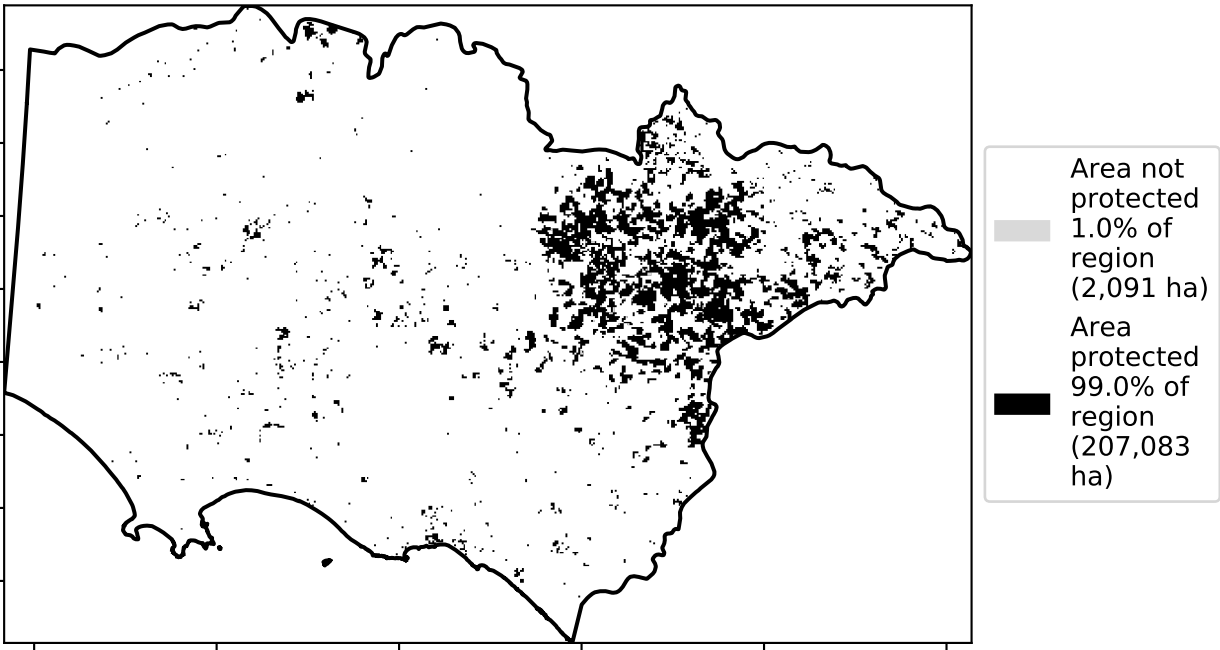 Area not
protected
1.0% of
region
(2,091 ha)
Area
protected
99.0% of
region
(207,083
ha)